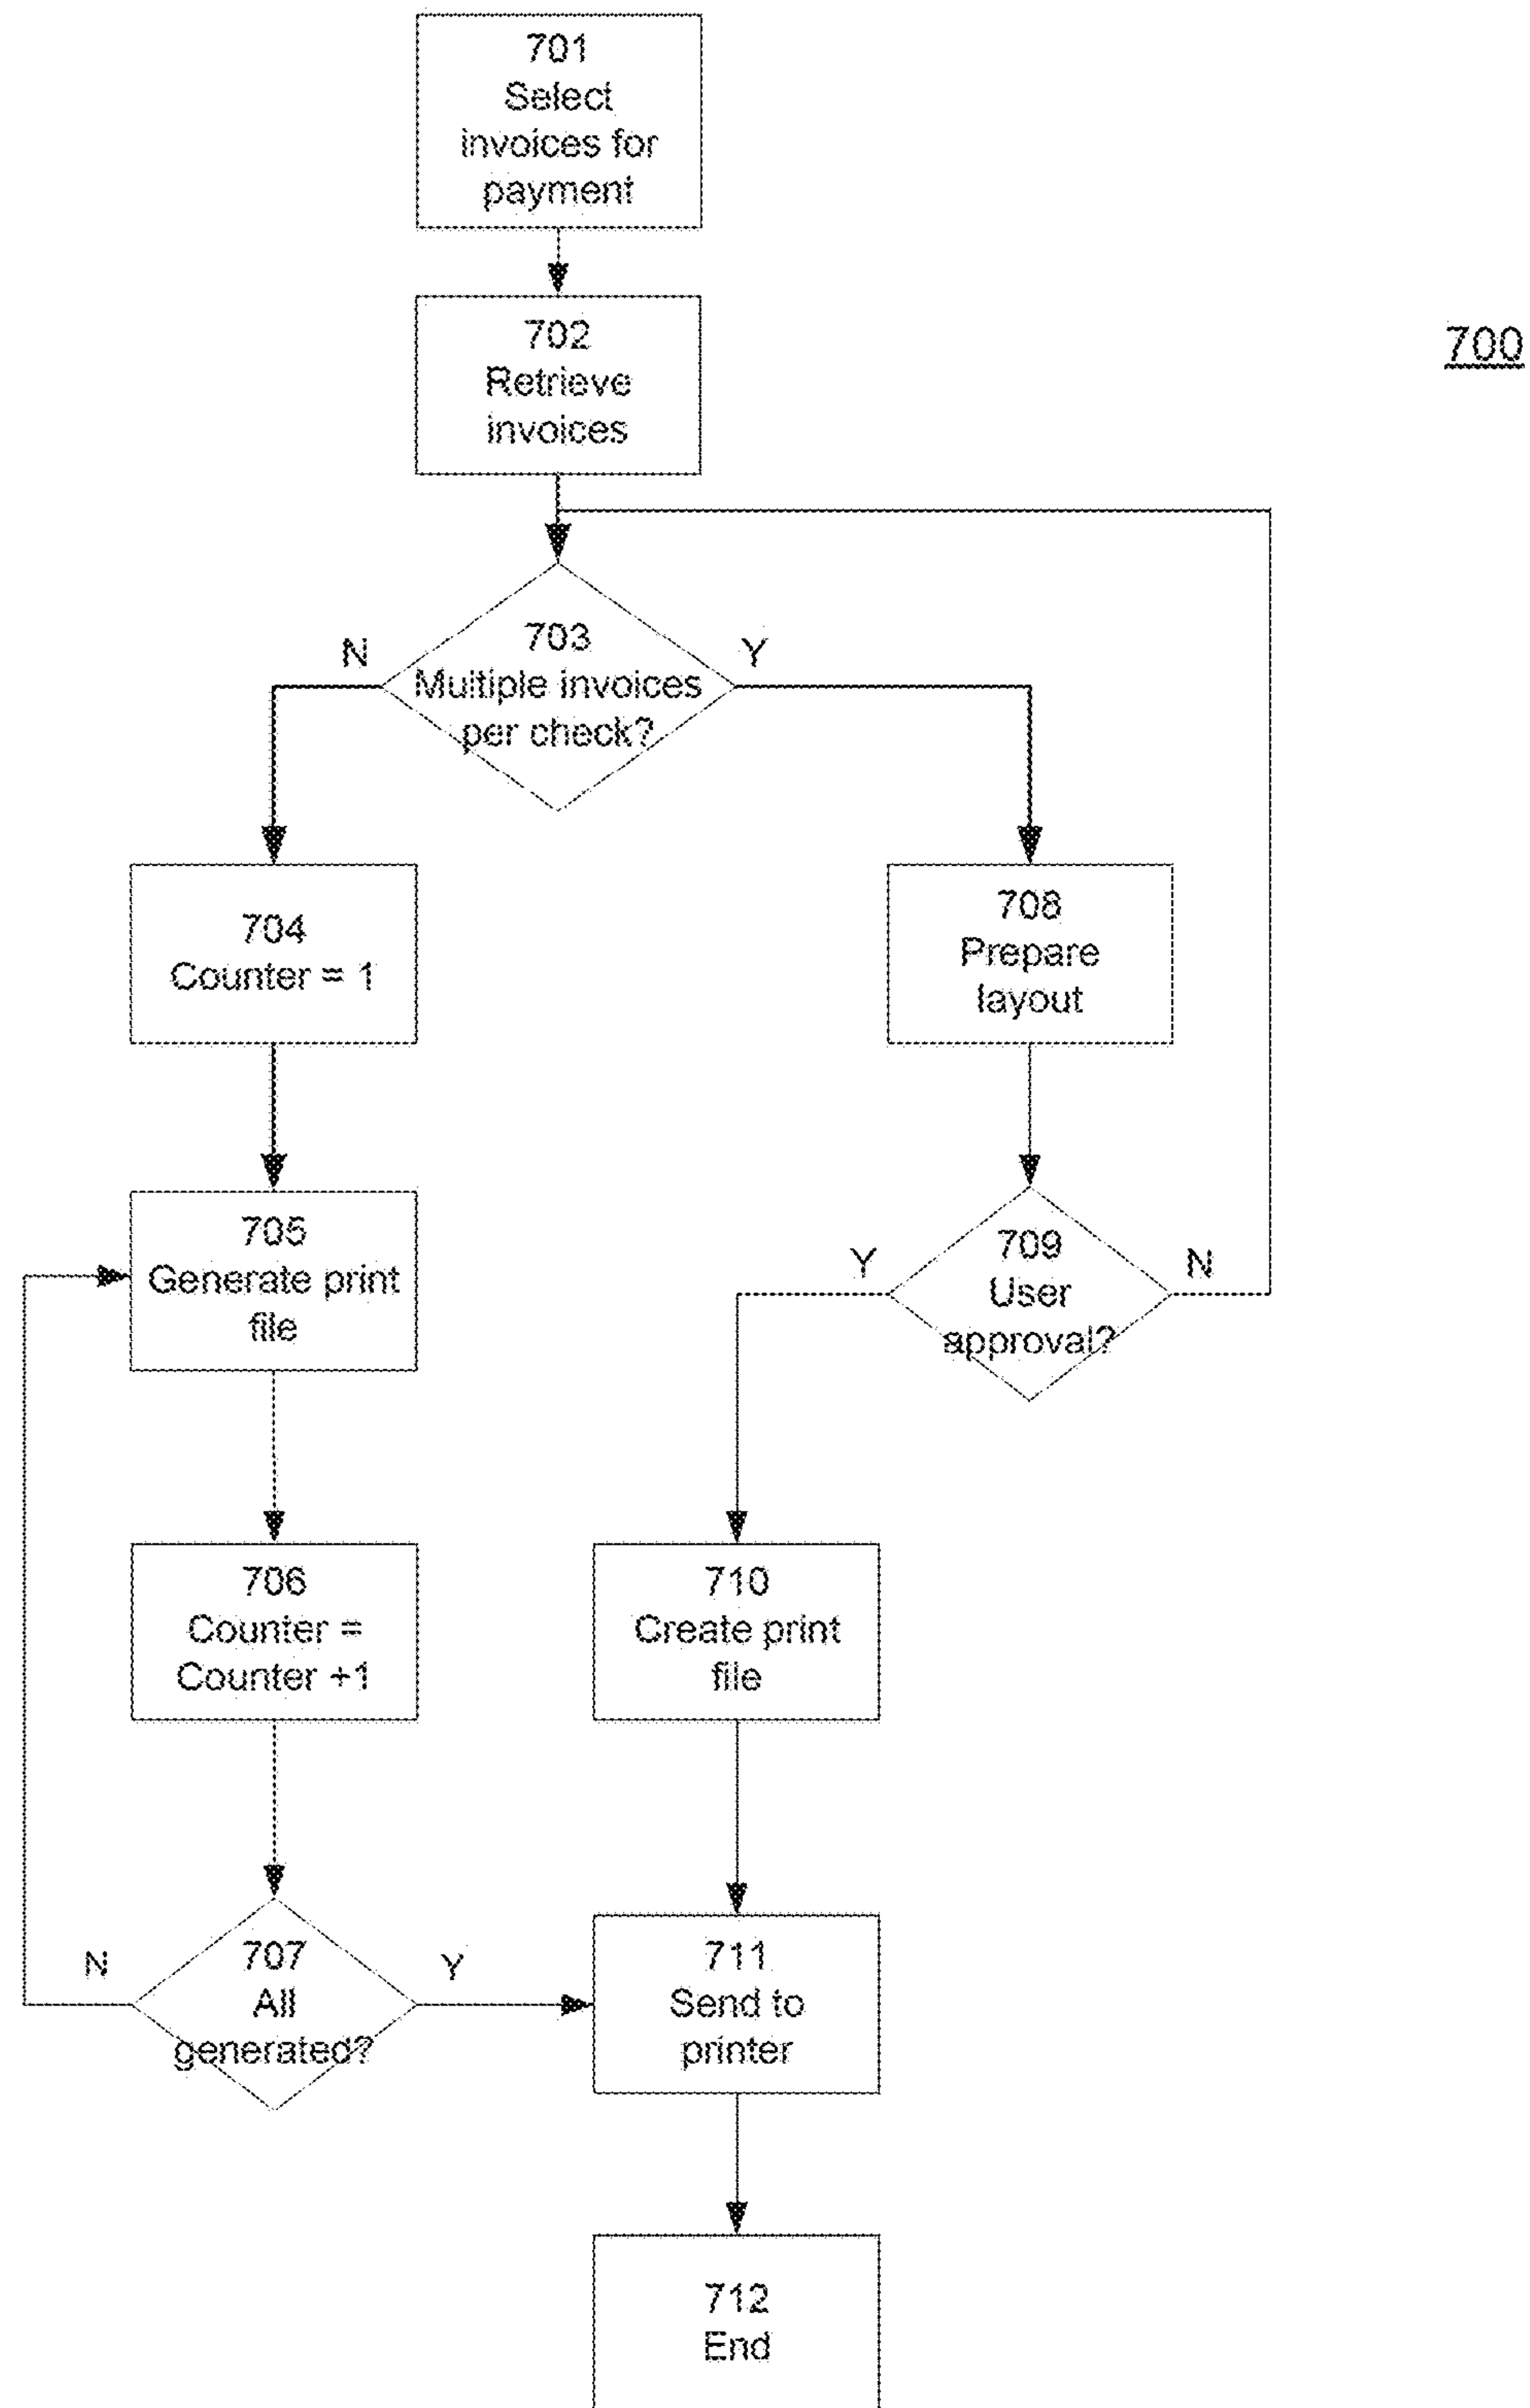 701
Select
invoices for
payment
702
Retrieve
invoices
700
703
Multiple invoices
per check?
N
Y
704
Counter = 1
708
Prepare
layout
705
Generate print
file
709
User
approval?
Y
N
706
Counter =
Counter +1
710
Create print
file
707
All
generated?
N
Y
711
Send to
printer
712
End